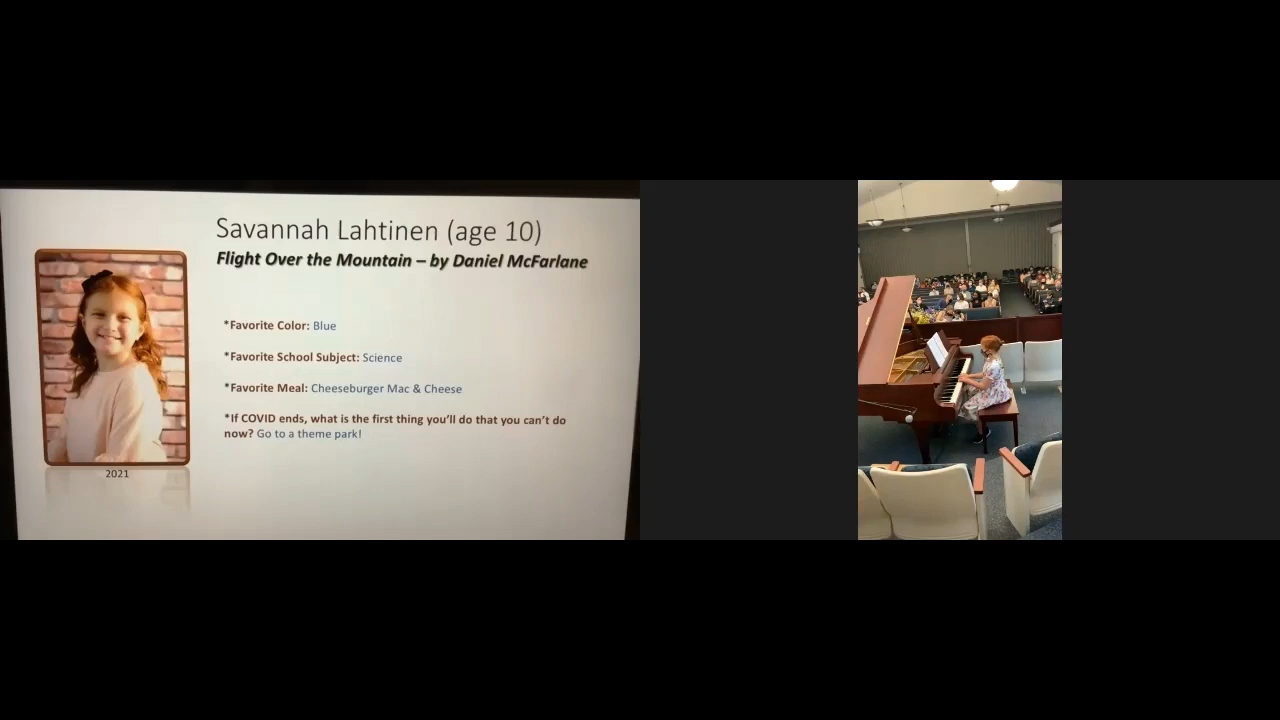 Savannah Lahtinen (age 10)
Flight Over the Mountain – by Daniel McFarlane
*Favorite Color: Blue
*Favorite School Subject: Science
*Favorite Meal: Cheeseburger Mac & Cheese
*If COVID ends, what is the first thing you'll do that you can't do
now? Go to a theme park!
2021